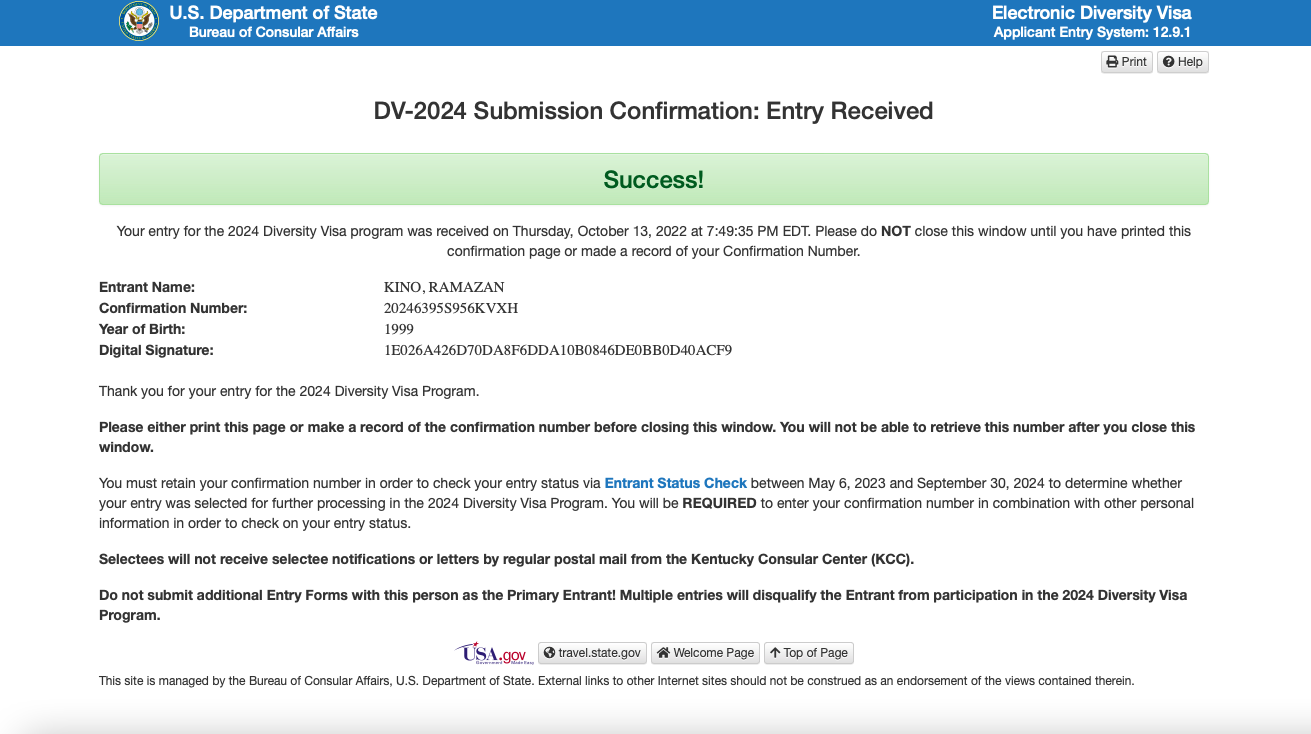 U.S. Department of State
Bureau of Consular Affairs
Electronic Diversity Visa
Applicant Entry System: 12.9.1
Print
Help
DV-2024 Submission Confirmation: Entry Received
Success!
Your entry for the 2024 Diversity Visa program was received on Thursday, October 13, 2022 at 7:49:35 PM EDT. Please do NOT close this window until you have printed this
confirmation page or made a record of your Confirmation Number.
Entrant Name: KINO, RAMAZAN
Confirmation Number: 20246395S956KVXH
Year of Birth: 1999
Digital Signature: 1E026A426D70DA8F6DDA10B0846DE0BB0D40ACF9
Thank you for your entry for the 2024 Diversity Visa Program.
Please either print this page or make a record of the confirmation number before closing this window. You will not be able to retrieve this number after you close this
window.
You must retain your confirmation number in order to check your entry status via Entrant Status Check between May 6, 2023 and September 30, 2024 to determine whether
your entry was selected for further processing in the 2024 Diversity Visa Program. You will be REQUIRED to enter your confirmation number in combination with other personal
information in order to check on your entry status.
Selectees will not receive selectee notifications or letters by regular postal mail from the Kentucky Consular Center (KCC).
Do not submit additional Entry Forms with this person as the Primary Entrant! Multiple entries will disqualify the Entrant from participation in the 2024 Diversity Visa
Program.
USA.gov
Government Made Easy
travel.state.gov
Welcome Page
Top of Page
This site is managed by the Bureau of Consular Affairs, U.S. Department of State. External links to other Internet sites should not be construed as an endorsement of the views contained therein.